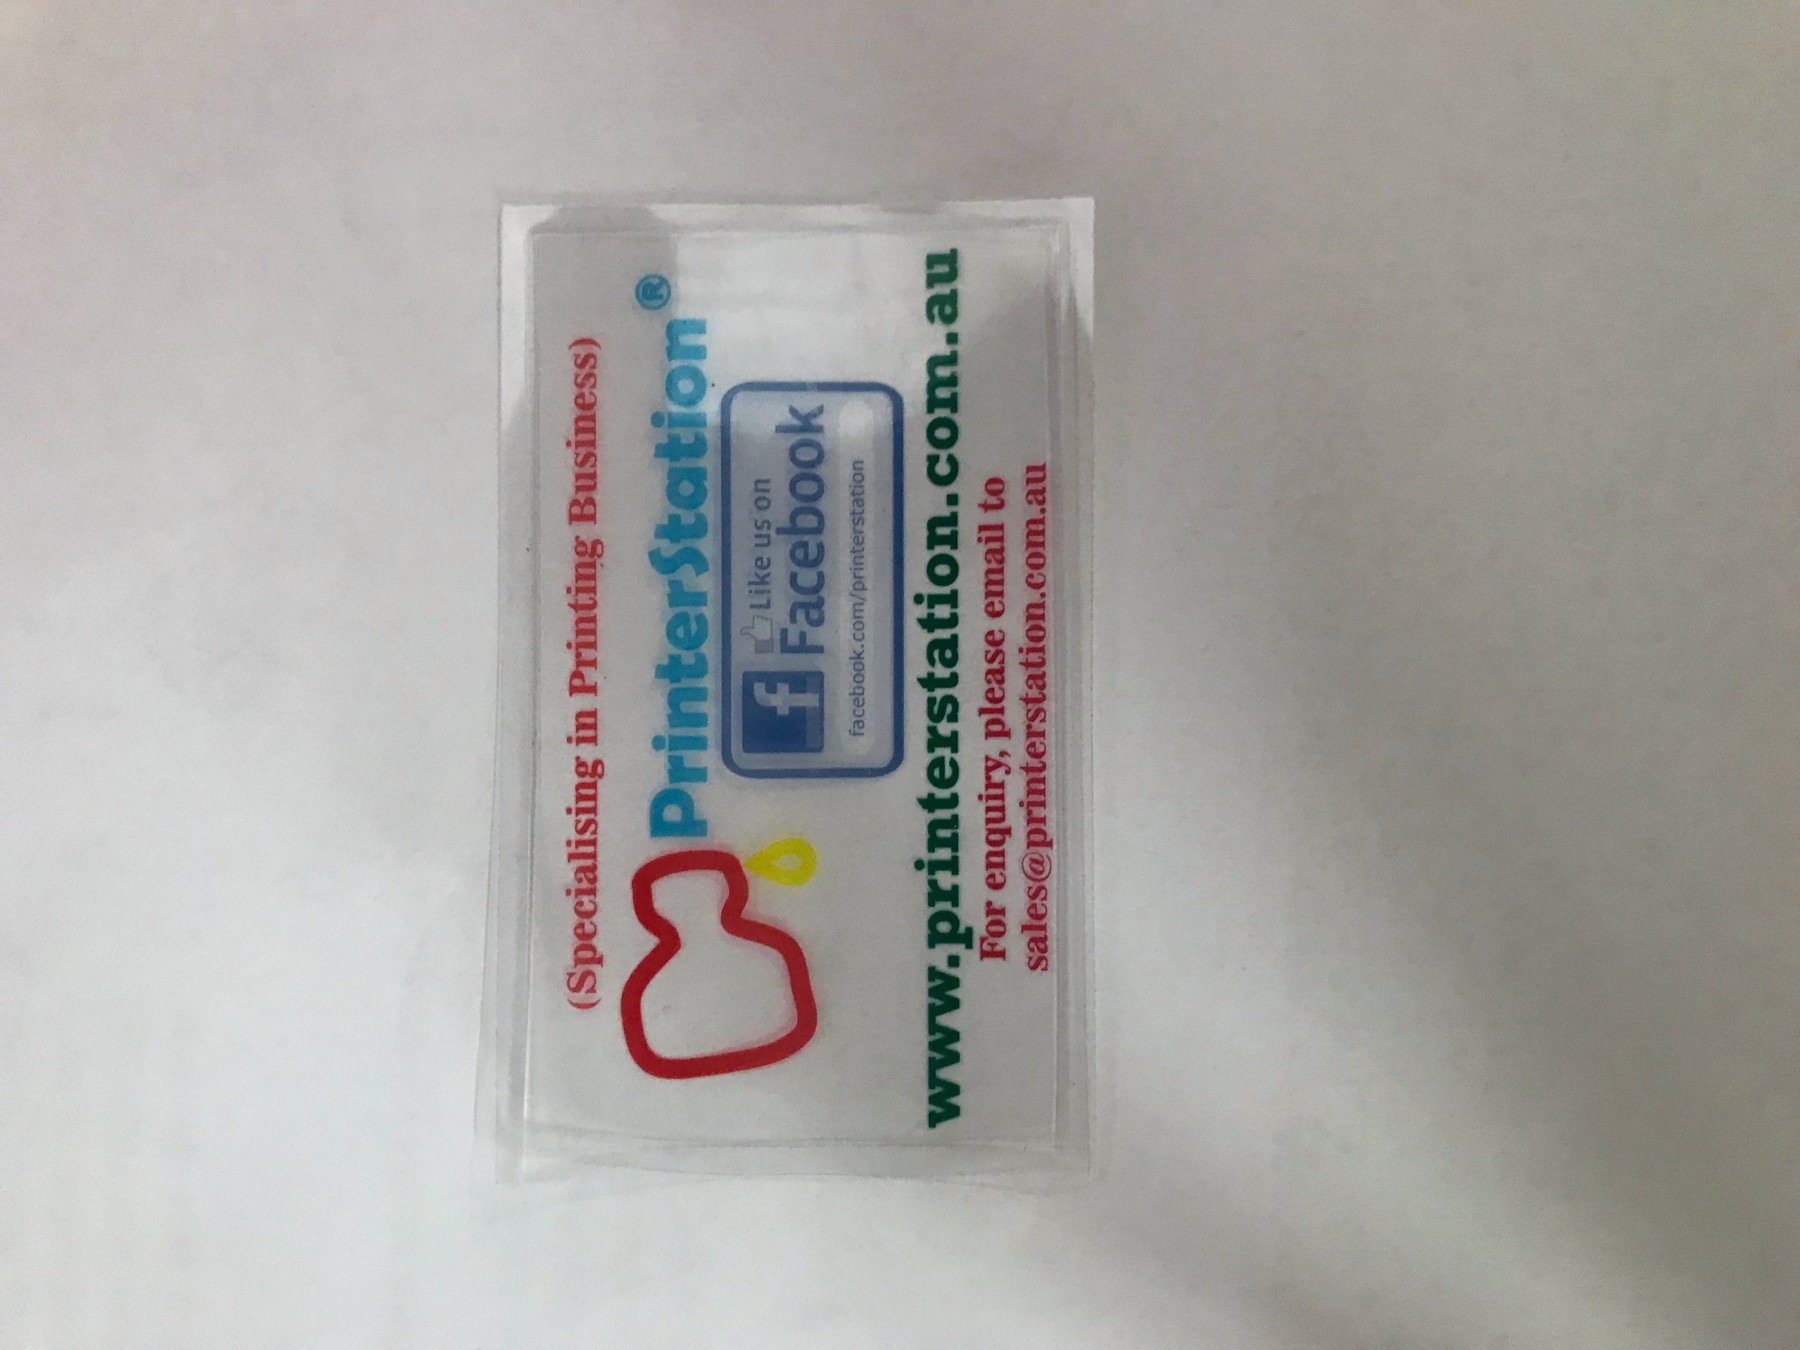 (Specialising in Printing Business)
PrinterStation®
Like us on
f Facebook
facebook.com/printerstation
www.printerstation.com.au
For enquiry, please email to
sales@printerstation.com.au